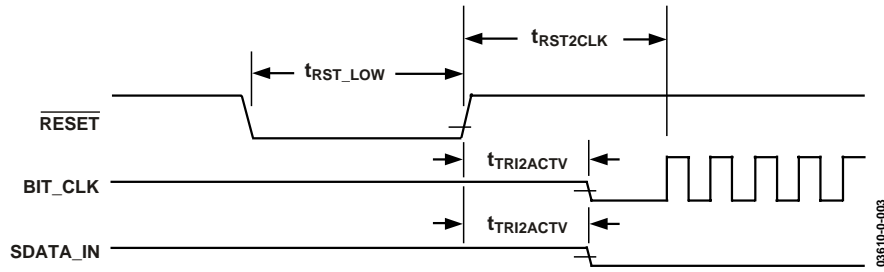 tRST2CLK
tRST_LOW
RESET
tTRI2ACTV
BIT_CLK
tTRI2ACTV
SDATA_IN
03610-0-003